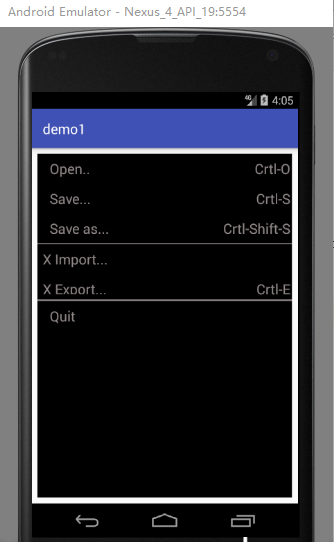 Android Emulator - Nexus_4_API_19:5554
4G 4:05
demo1
Open.. Crtl-O
Save... Crtl-S
Save as... Crtl-Shift-S
X Import...
X Export... Crtl-E
Quit